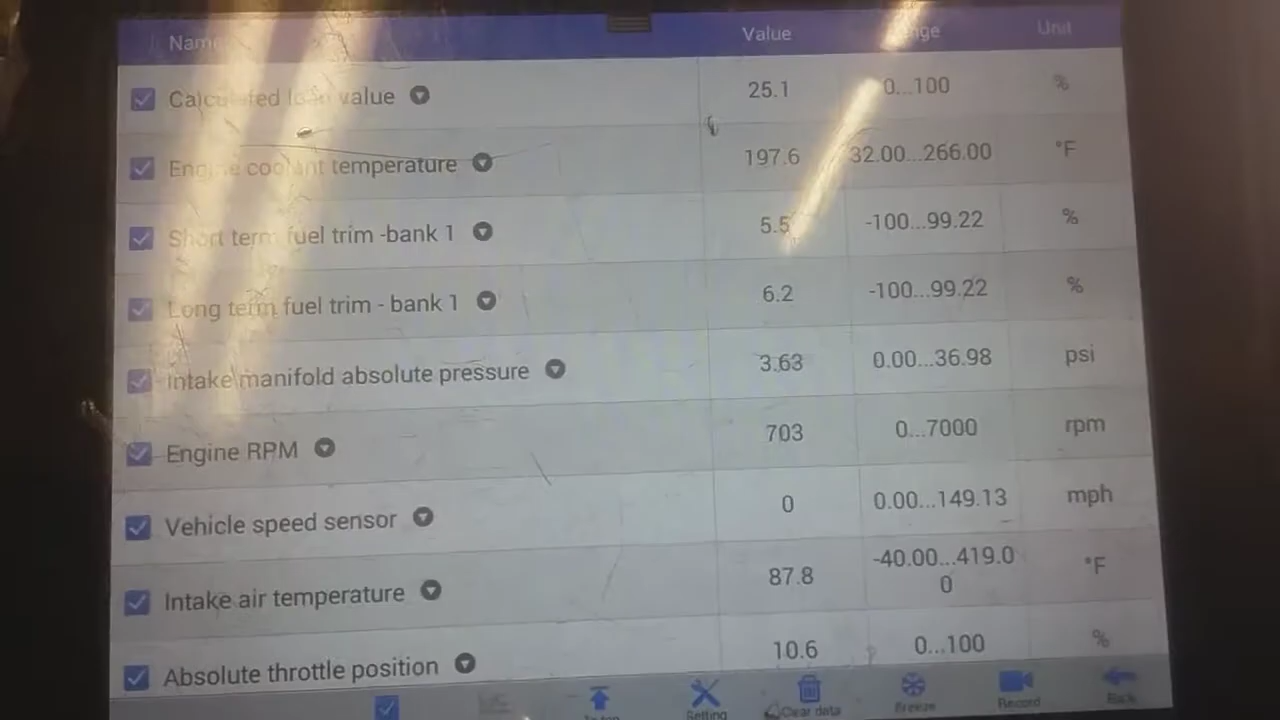 Name Value Unit
Calculated load value 25.1 0...100 %
Engine coolant temperature 197.6 32.00...266.00 °F
Short term fuel trim -bank 1 5.5 -100...99.22 %
Long term fuel trim - bank 1 6.2 -100...99.22 %
Intake manifold absolute pressure 3.63 0.00...36.98 psi
Engine RPM 703 0...7000 rpm
Vehicle speed sensor 0 0.00...149.13 mph
Intake air temperature 87.8 -40.00...419.0 °F
0
Absolute throttle position 10.6 0...100 %
Setting Clear data Freeze Record Back